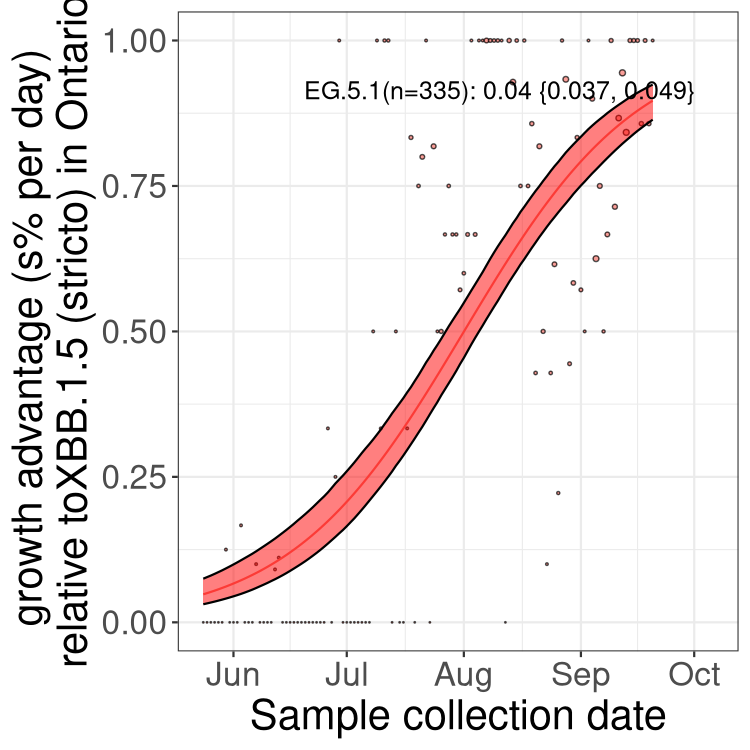 growth advantage (s% per day)
relative toXBB.1.5 (stricto) in Ontario
1.00
0.75
0.50
0.25
0.00
EG.5.1(n=335): 0.04 {0.037, 0.049}
Jun Jul Aug Sep Oct
Sample collection date